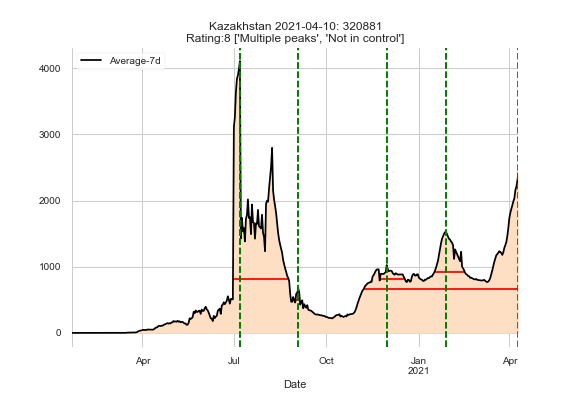 Kazakhstan 2021-04-10: 320881
Rating:8 ['Multiple peaks', 'Not in control']
Average-7d
4000
3000
2000
1000
0
Apr
Jul
Oct
Jan
2021
Apr
Date